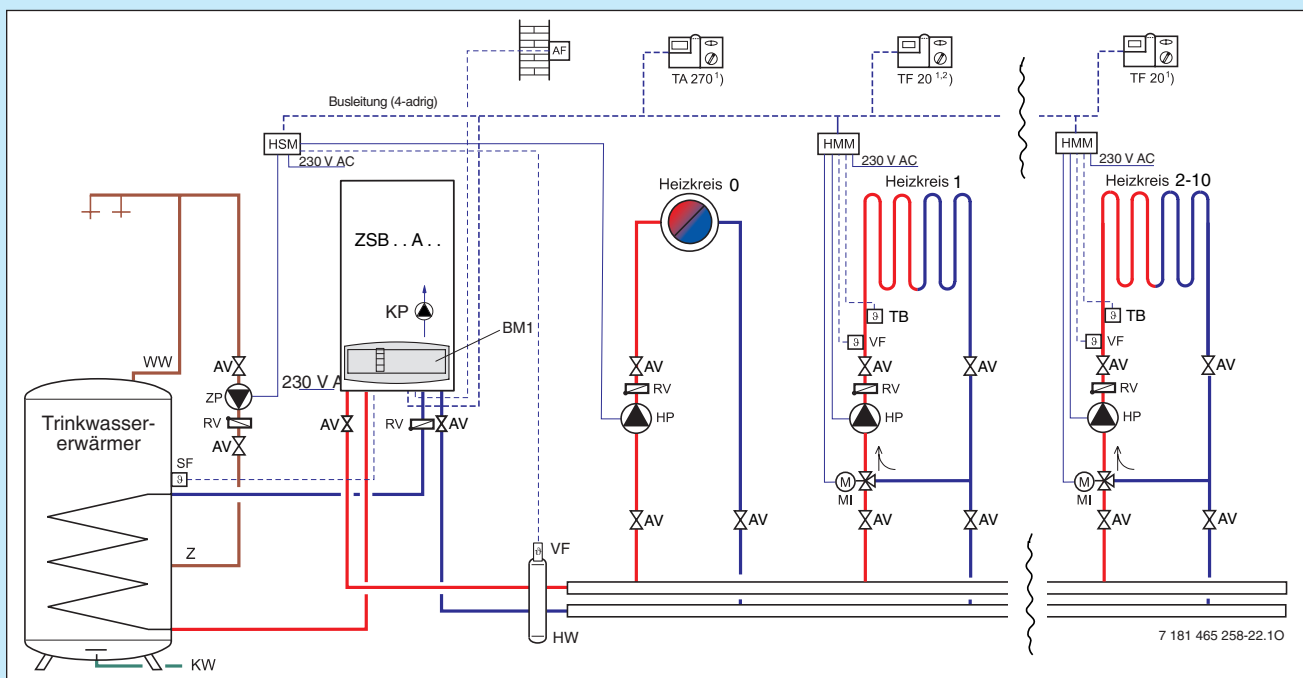 AF
TA 270 1)
TF 20 1,2)
TF 20 1)
Busleitung (4-adrig)
HSM
230 V AC
HMM
230 V AC
HMM
230 V AC
Heizkreis 0
Heizkreis 1
Heizkreis 2-10
ZSB . . A . .
KP
BM1
TB
TB
VF
VF
WW
AV
AV
AV
AV
230 V A
ZP
RV
RV
RV
RV
AV
AV
AV
AV
RV
AV
HP
HP
HP
Trinkwasser-
erwärmer
SF
M
MI
M
MI
AV
AV
AV
AV
AV
AV
Z
VF
HW
KW
7 181 465 258-22.1O